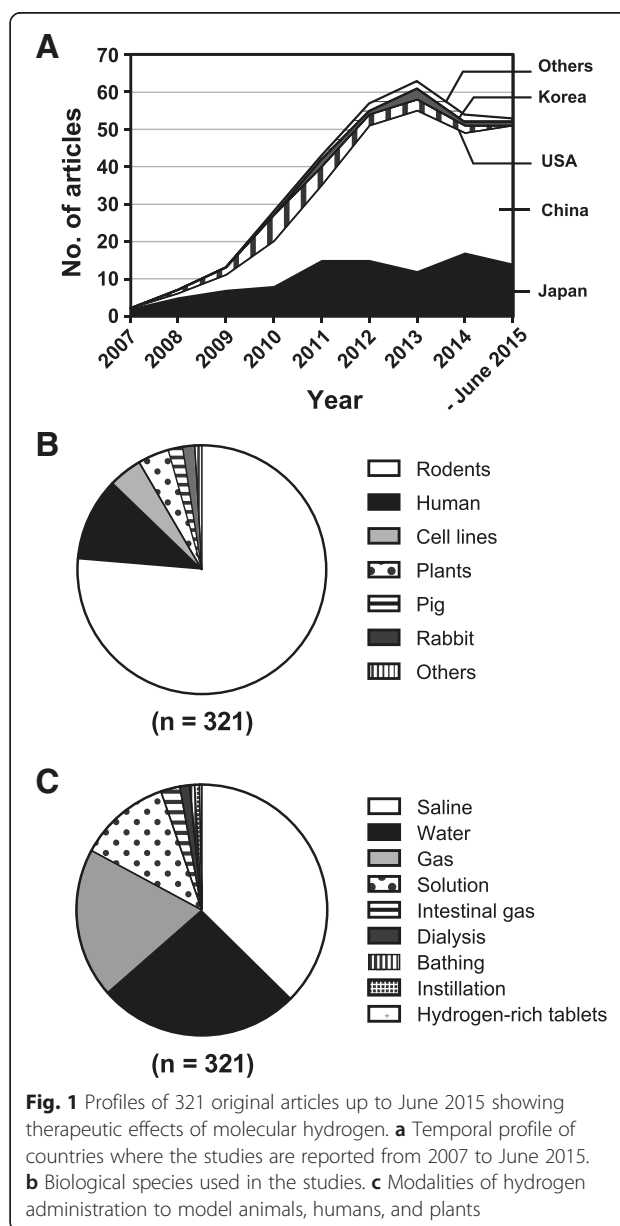 A
No. of articles
70
60
50
40
30
20
10
0
2007
2008
2009
2010
2011
2012
2013
2014
- June 2015
Year
Others
Korea
USA
China
Japan
B
(n = 321)
Rodents
Human
Cell lines
Plants
Pig
Rabbit
Others
C
(n = 321)
Saline
Water
Gas
Solution
Intestinal gas
Dialysis
Bathing
Instillation
Hydrogen-rich tablets
Fig. 1 Profiles of 321 original articles up to June 2015 showing
therapeutic effects of molecular hydrogen. a Temporal profile of
countries where the studies are reported from 2007 to June 2015.
b Biological species used in the studies. c Modalities of hydrogen
administration to model animals, humans, and plants